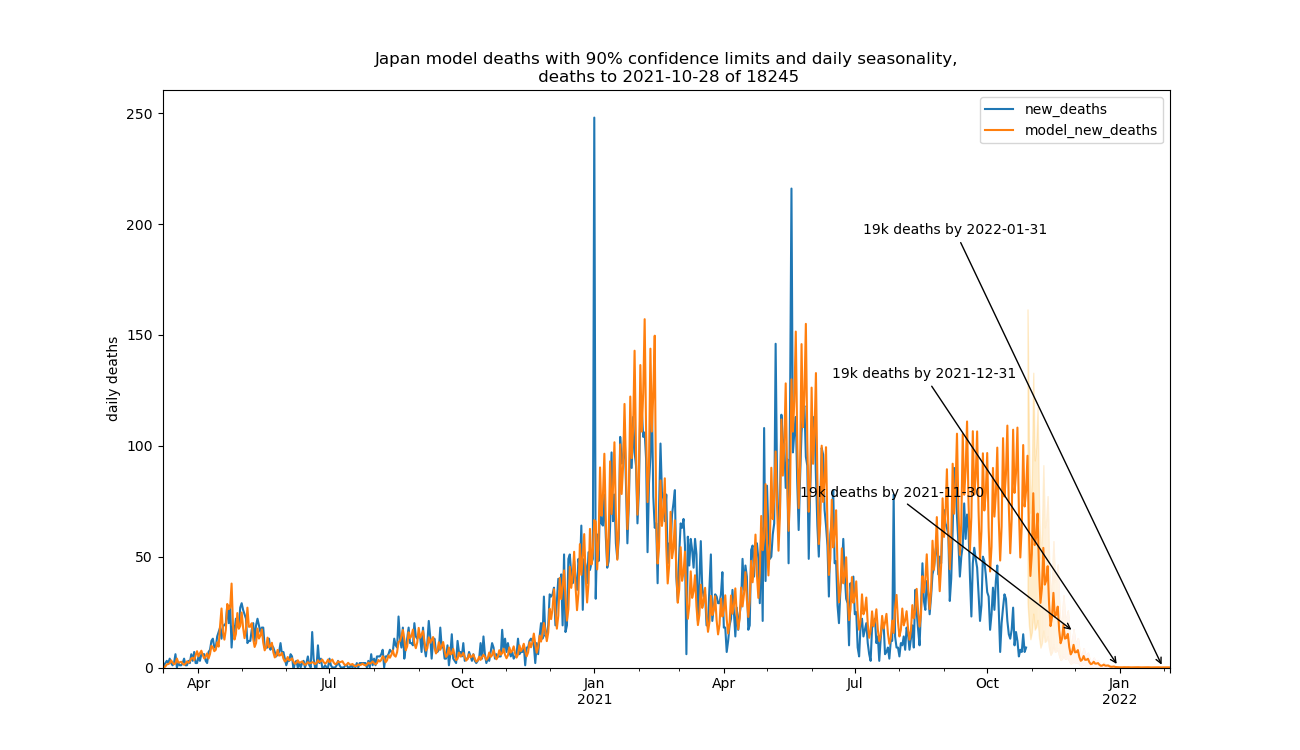 Japan model deaths with 90% confidence limits and daily seasonality,
deaths to 2021-10-28 of 18245
new_deaths
model_new_deaths
daily deaths
250
200
150
100
50
0
19k deaths by 2022-01-31
19k deaths by 2021-12-31
19k deaths by 2021-11-30
Apr
Jul
Oct
Jan
2021
Apr
Jul
Oct
Jan
2022